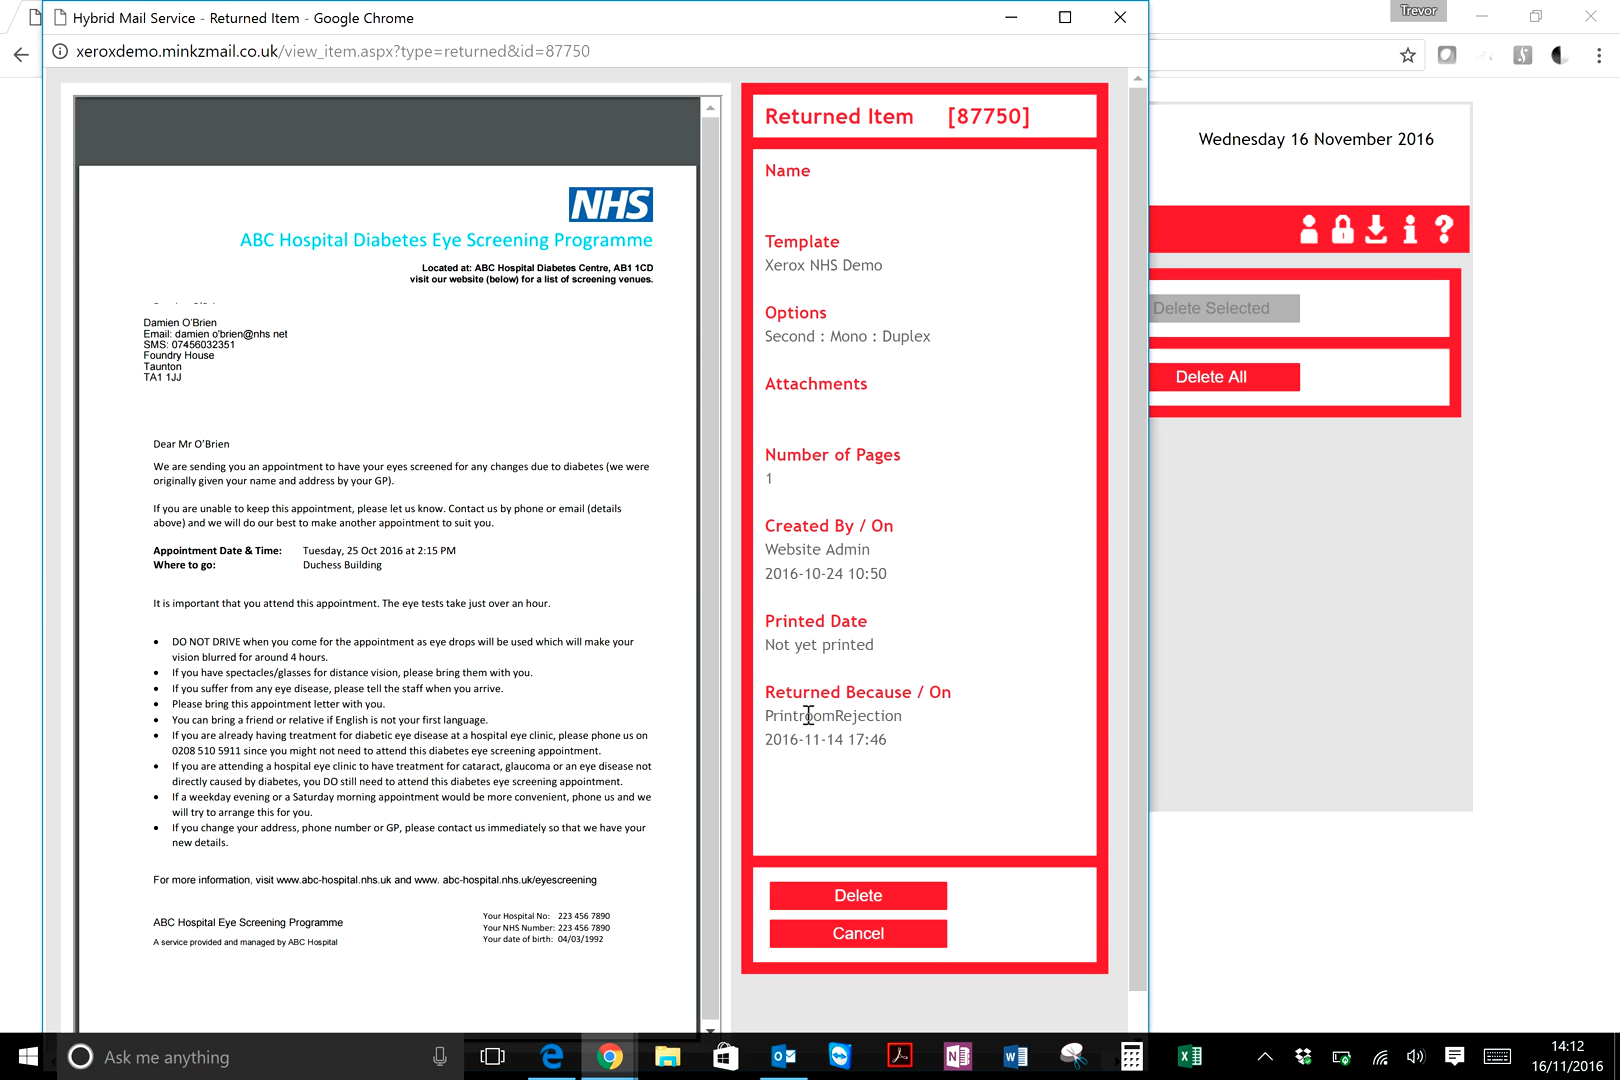 Hybrid Mail Service - Returned Item - Google Chrome
Trevor
xeroxdemo.minkzmail.co.uk/view_item.aspx?type=returned&id=87750
NHS
ABC Hospital Diabetes Eye Screening Programme
Located at: ABC Hospital Diabetes Centre, AB1 1CD
visit our website (below) for a list of screening venues.
Damien O'Brien
Email: damien o'brien@nhs net
SMS: 07456032351
Foundry House
Taunton
TA1 1JJ
Dear Mr O'Brien
We are sending you an appointment to have your eyes screened for any changes due to diabetes (we were
originally given your name and address by your GP).
If you are unable to keep this appointment, please let us know. Contact us by phone or email (details
above) and we will do our best to make another appointment to suit you.
Appointment Date & Time: Tuesday, 25 Oct 2016 at 2:15 PM
Where to go: Duchess Building
It is important that you attend this appointment. The eye tests take just over an hour.
• DO NOT DRIVE when you come for the appointment as eye drops will be used which will make your
vision blurred for around 4 hours.
• If you have spectacles/glasses for distance vision, please bring them with you.
• If you suffer from any eye disease, please tell the staff when you arrive.
• Please bring this appointment letter with you.
• You can bring a friend or relative if English is not your first language.
• If you are already having treatment for diabetic eye disease at a hospital eye clinic, please phone us on
0208 510 5911 since you might not need to attend this diabetes eye screening appointment.
• If you are attending a hospital eye clinic to have treatment for cataract, glaucoma or an eye disease not
directly caused by diabetes, you DO still need to attend this diabetes eye screening appointment.
• If a weekday evening or a Saturday morning appointment would be more convenient, phone us and we
will try to arrange this for you.
• If you change your address, phone number or GP, please contact us immediately so that we have your
new details.
For more information, visit www.abc-hospital.nhs.uk and www. abc-hospital.nhs.uk/eyescreening
ABC Hospital Eye Screening Programme
A service provided and managed by ABC Hospital
Your Hospital No: 223 456 7890
Your NHS Number: 223 456 7890
Your date of birth: 04/03/1992
Returned Item [87750]
Name
Template
Xerox NHS Demo
Options
Second : Mono : Duplex
Attachments
Number of Pages
1
Created By / On
Website Admin
2016-10-24 10:50
Printed Date
Not yet printed
Returned Because / On
PrintroomRejection
2016-11-14 17:46
Delete
Cancel
Wednesday 16 November 2016
Delete Selected
Delete All
Ask me anything
14:12
16/11/2016